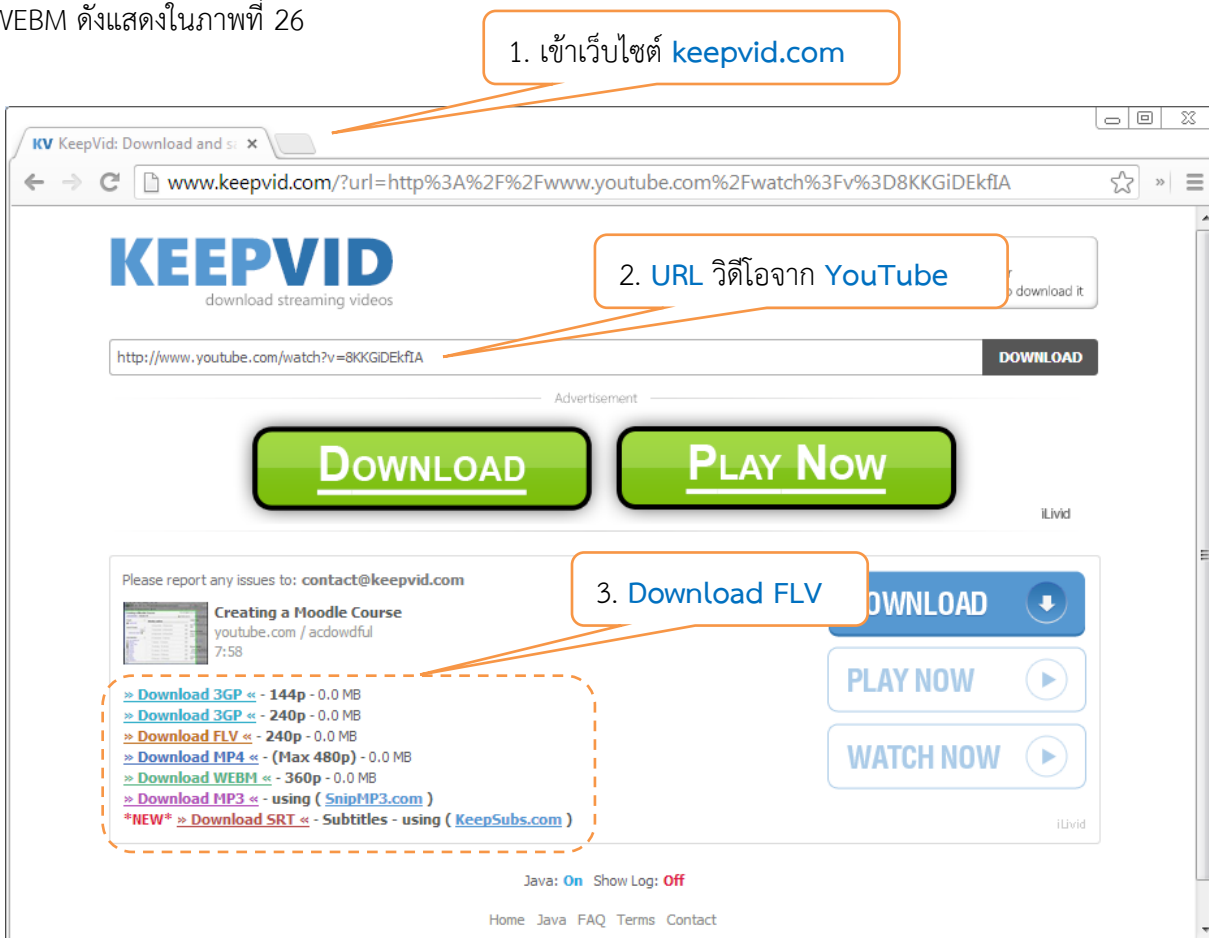 WEBM ดังแสดงในภาพที่ 26
1. เข้าเว็บไซต์ keepvid.com
KV KeepVid: Download and s
www.keepvid.com/?url=http%3A%2F%2Fwww.youtube.com%2Fwatch%3Fv%3D8KKGiDEkfIA
KEEPVID
download streaming videos
2. URL วิดีโอจาก YouTube
download it
http://www.youtube.com/watch?v=8KKGiDEkfIA
DOWNLOAD
Advertisement
DOWNLOAD
PLAY NOW
iLivid
Please report any issues to: contact@keepvid.com
3. Download FLV
Creating a Moodle Course
youtube.com / acdowdful
7:58
OWNLOAD
PLAY NOW
WATCH NOW
» Download 3GP « - 144p - 0.0 MB
» Download 3GP « - 240p - 0.0 MB
» Download FLV « - 240p - 0.0 MB
» Download MP4 « - (Max 480p) - 0.0 MB
» Download WEBM « - 360p - 0.0 MB
» Download MP3 « - using ( SnipMP3.com )
*NEW* » Download SRT « - Subtitles - using ( KeepSubs.com )
iLivid
Java: On Show Log: Off
Home Java FAQ Terms Contact